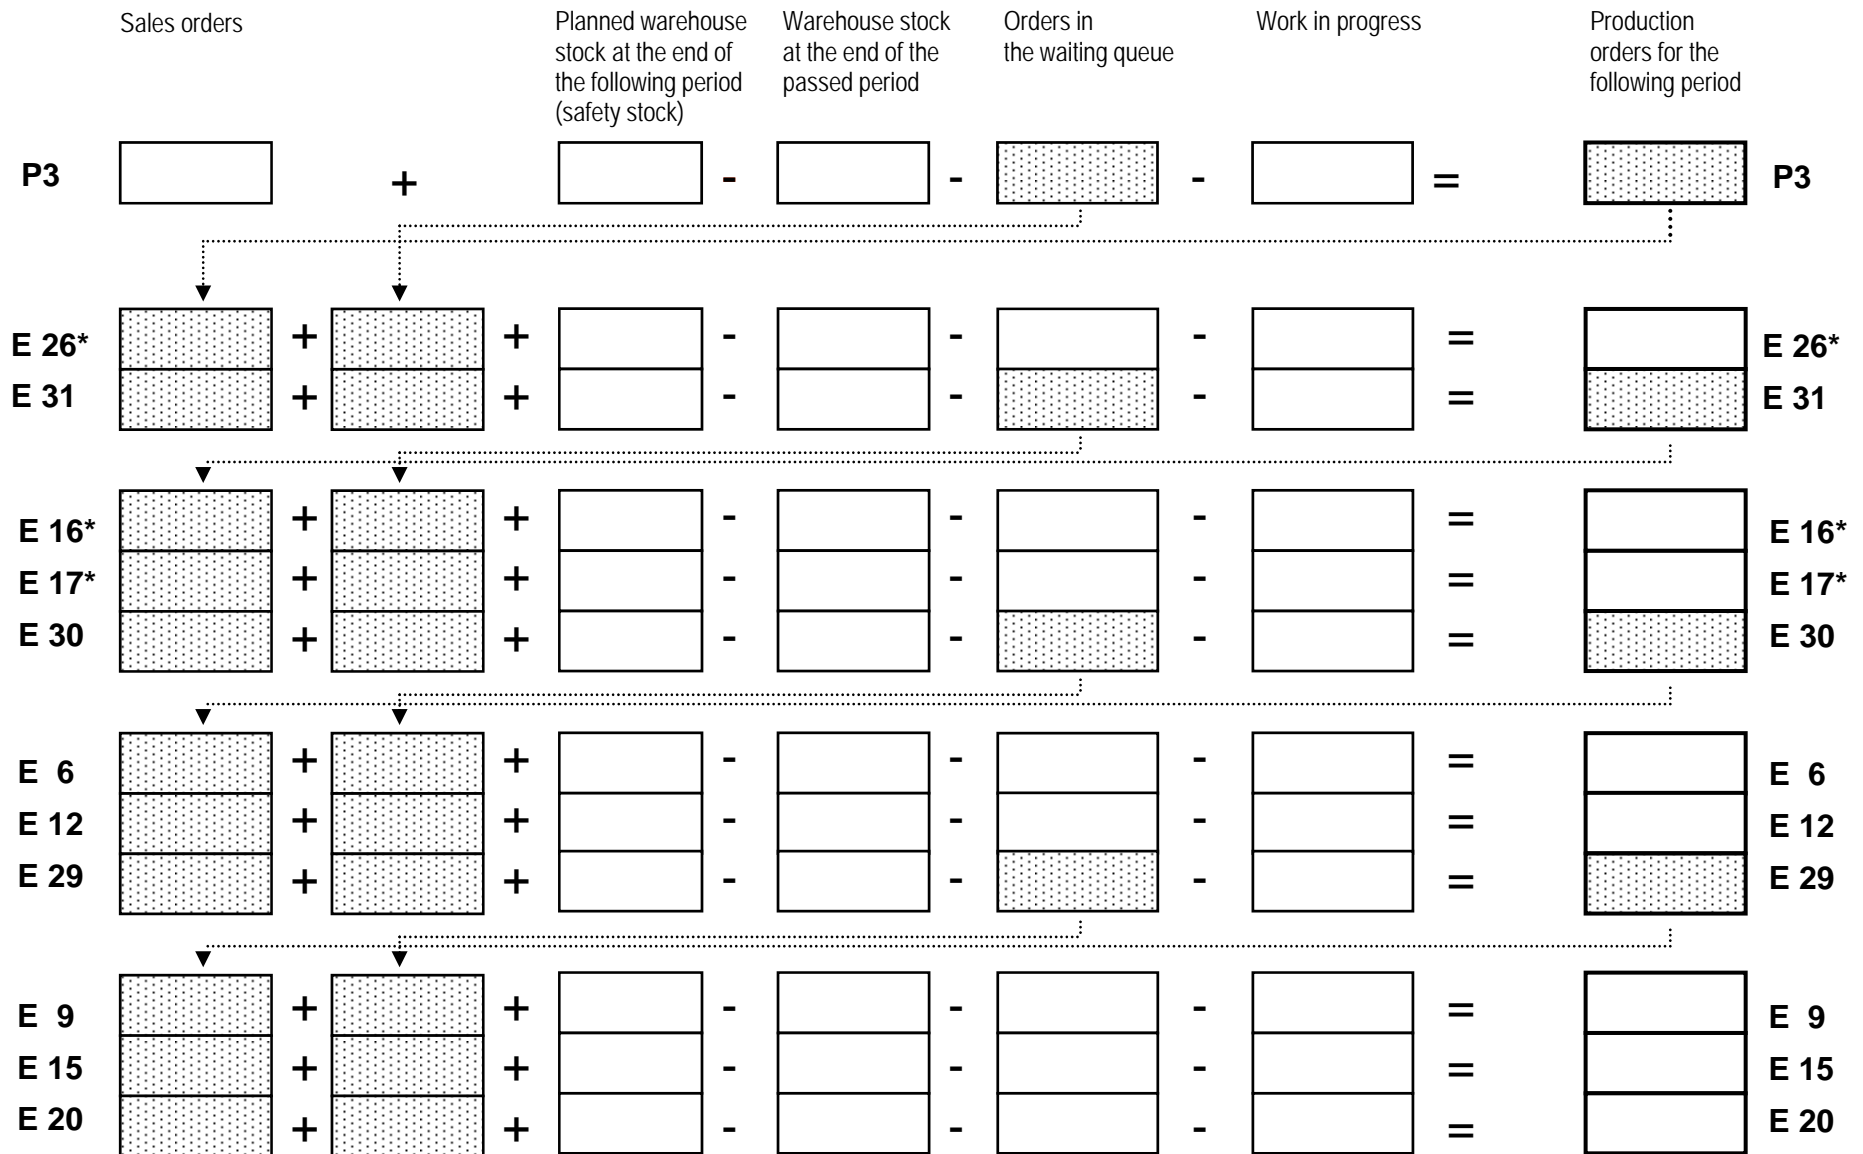 Sales orders
Planned warehouse
stock at the end of
the following period
(safety stock)
Warehouse stock
at the end of the
passed period
Orders in
the waiting queue
Work in progress
Production
orders for the
following period
P3 + - - - = P3
E 26* + + - - - = E 26*
E 31 + + - - - = E 31
E 16* + + - - - = E 16*
E 17* + + - - - = E 17*
E 30 + + - - - = E 30
E 6 + + - - - = E 6
E 12 + + - - - = E 12
E 29 + + - - - = E 29
E 9 + + - - - = E 9
E 15 + + - - - = E 15
E 20 + + - - - = E 20